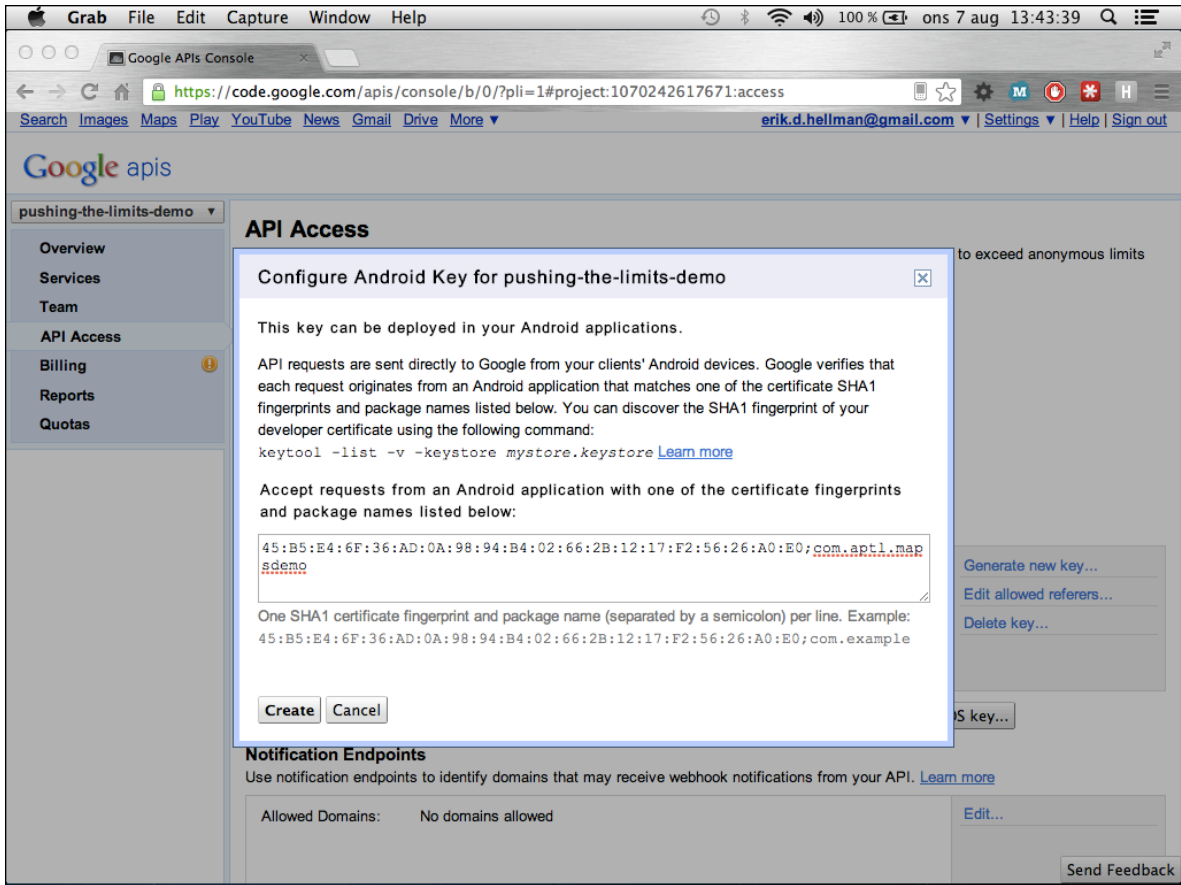 Grab File Edit Capture Window Help 100 % ons 7 aug 13:43:39
Google APIs Console
https://code.google.com/apis/console/b/0/?pli=1#project:1070242617671:access
Search Images Maps Play YouTube News Gmail Drive More ▼ erik.d.hellman@gmail.com ▼ | Settings ▼ | Help | Sign out
Google apis
pushing-the-limits-demo ▼
Overview
Services
Team
API Access
Billing
Reports
Quotas
API Access
to exceed anonymous limits
Configure Android Key for pushing-the-limits-demo
This key can be deployed in your Android applications.
API requests are sent directly to Google from your clients' Android devices. Google verifies that
each request originates from an Android application that matches one of the certificate SHA1
fingerprints and package names listed below. You can discover the SHA1 fingerprint of your
developer certificate using the following command:
keytool -list -v -keystore mystore.keystore Learn more
Accept requests from an Android application with one of the certificate fingerprints
and package names listed below:
45:B5:E4:6F:36:AD:0A:98:94:B4:02:66:2B:12:17:F2:56:26:A0:E0;com.aptl.map
sdemo
One SHA1 certificate fingerprint and package name (separated by a semicolon) per line. Example:
45:B5:E4:6F:36:AD:0A:98:94:B4:02:66:2B:12:17:F2:56:26:A0:E0;com.example
Create Cancel
Generate new key...
Edit allowed referers...
Delete key...
OS key...
Notification Endpoints
Use notification endpoints to identify domains that may receive webhook notifications from your API. Learn more
Allowed Domains: No domains allowed
Edit...
Send Feedback